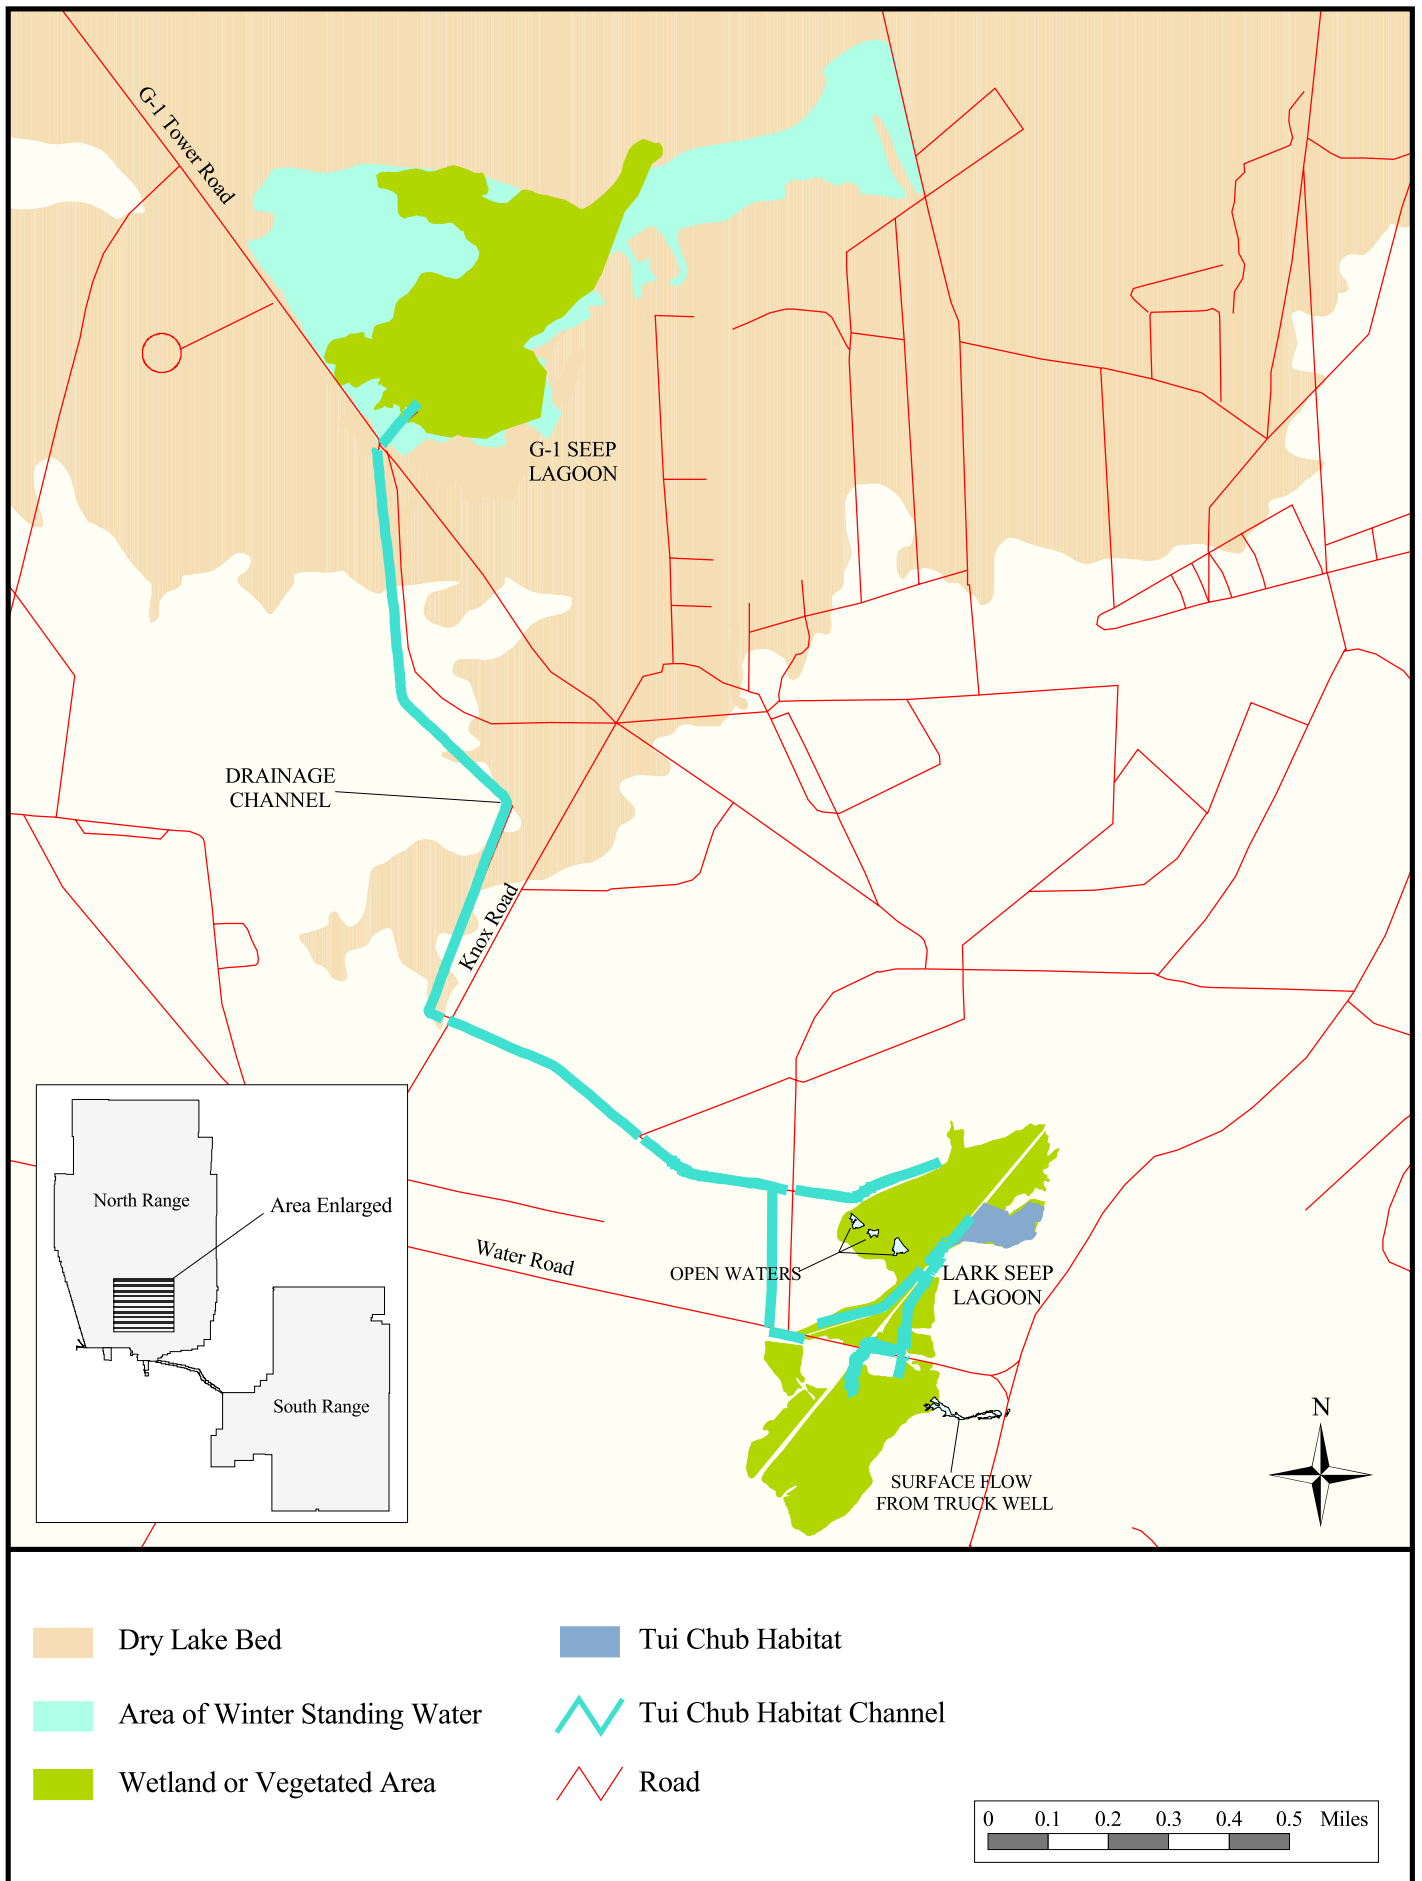 G-1 Tower Road
G-1 SEEP
LAGOON
DRAINAGE
CHANNEL
Knox Road
North Range
Area Enlarged
South Range
Water Road
OPEN WATERS
LARK SEEP
LAGOON
SURFACE FLOW
FROM TRUCK WELL
N
Dry Lake Bed
Area of Winter Standing Water
Wetland or Vegetated Area
Tui Chub Habitat
Tui Chub Habitat Channel
Road
0 0.1 0.2 0.3 0.4 0.5 Miles